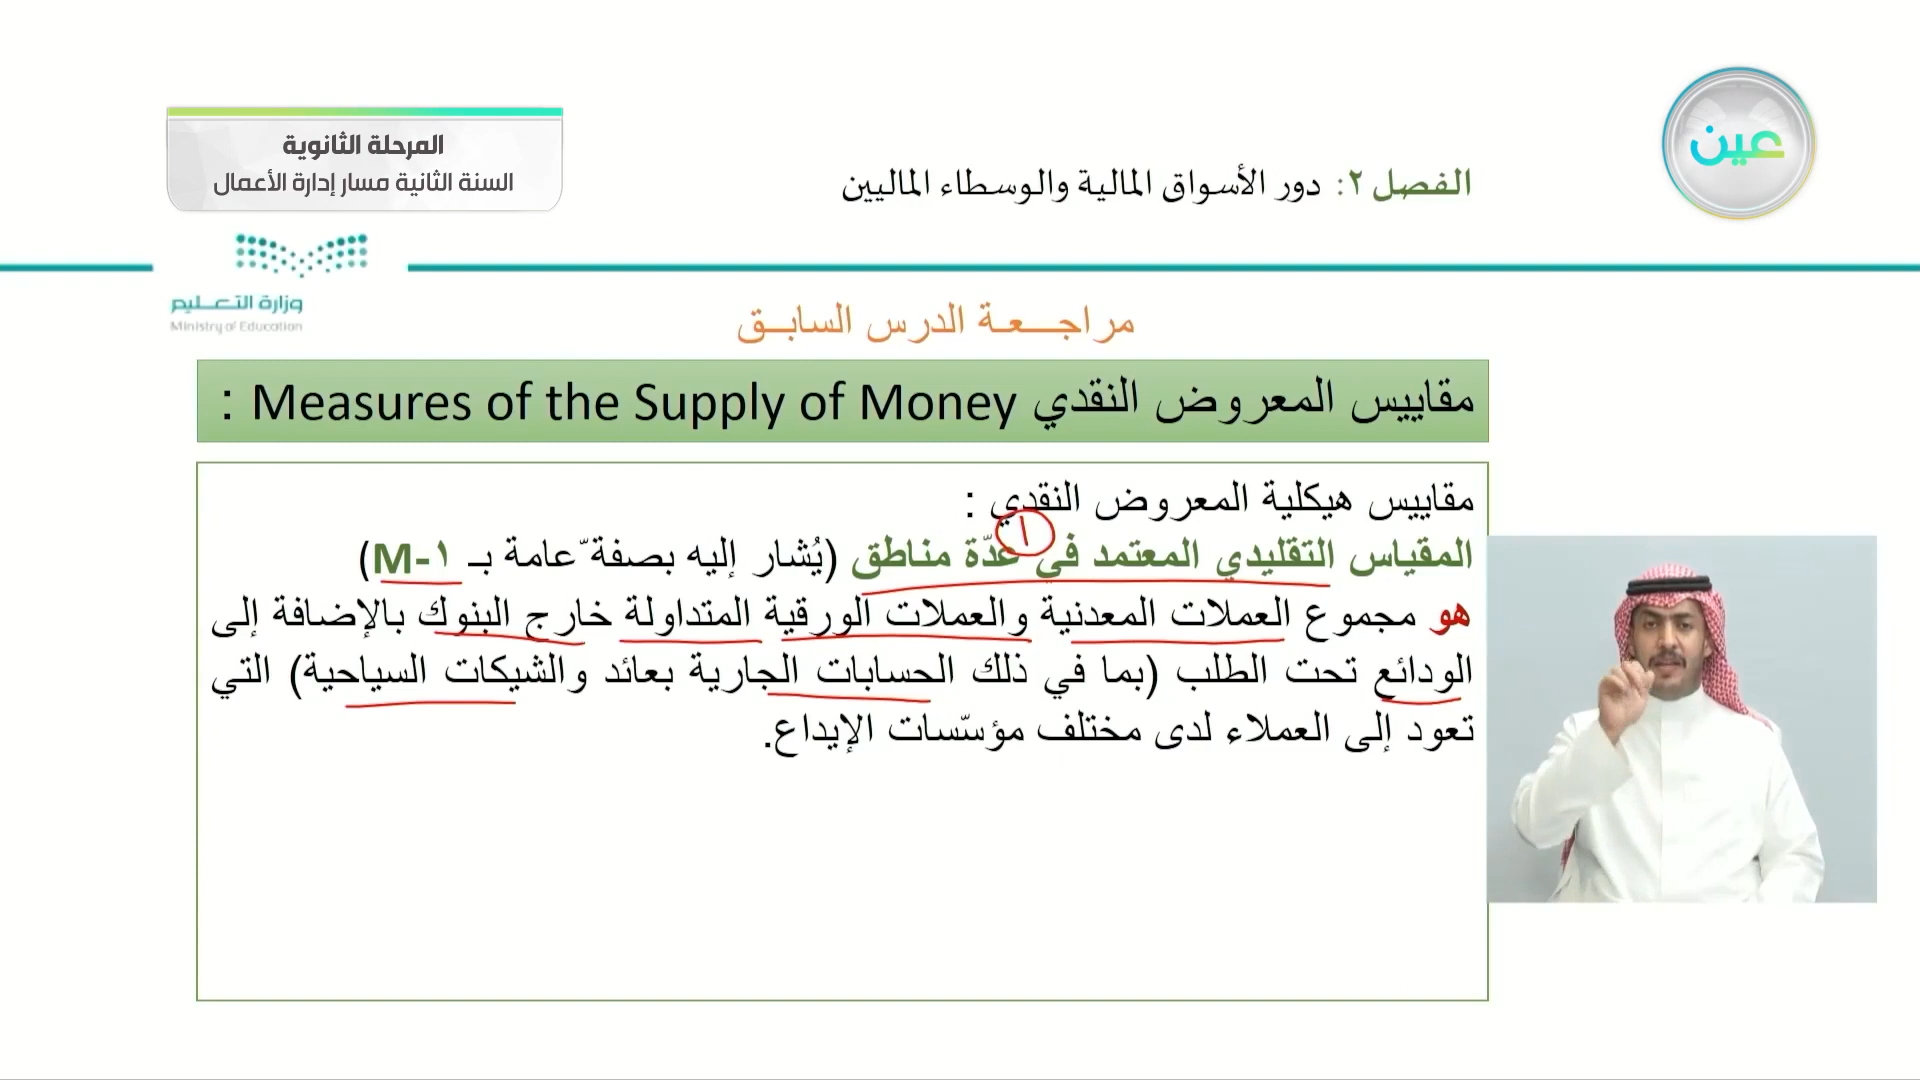 المرحلة الثانوية
السنة الثانية مسار إدارة الأعمال
الفصل ٢: دور الأسواق المالية والوسطاء الماليين
عين
وزارة التعليم
Ministry of Education
مراجعة الدرس السابق
مقاييس المعروض النقدي Measures of the Supply of Money :
مقاييس هيكلية المعروض النقدي :
١
المقياس التقليدي المعتمد في عدّة مناطق (يُشار إليه بصفة ّعامة بـ M-١)
هو مجموع العملات المعدنية والعملات الورقية المتداولة خارج البنوك بالإضافة إلى
الودائع تحت الطلب (بما في ذلك الحسابات الجارية بعائد والشيكات السياحية) التي
تعود إلى العملاء لدى مختلف مؤسّسات الإيداع.